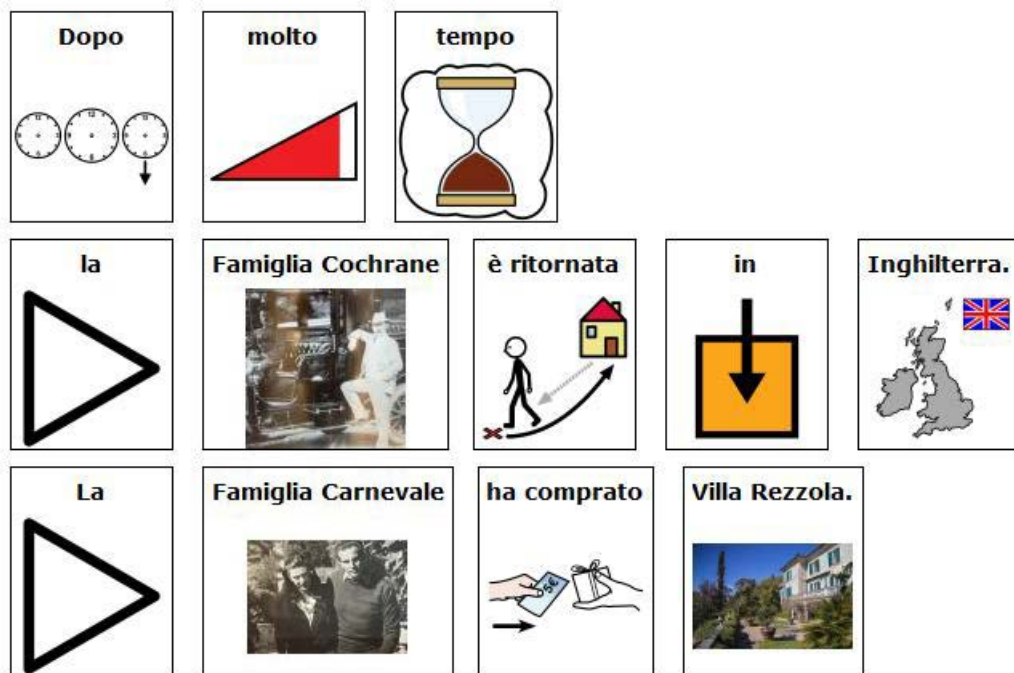 Dopo molto tempo
la Famiglia Cochrane è ritornata in Inghilterra.
La Famiglia Carnevale ha comprato Villa Rezzola.